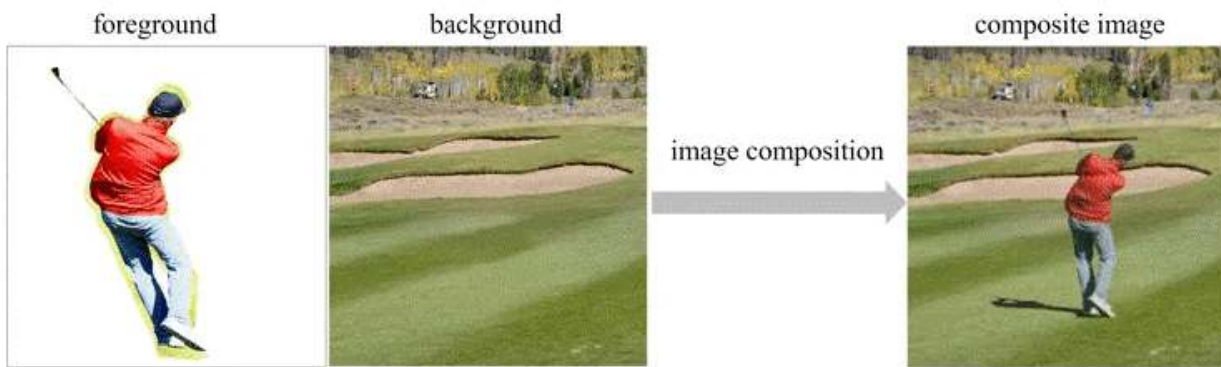 foreground
background
composite image
image composition